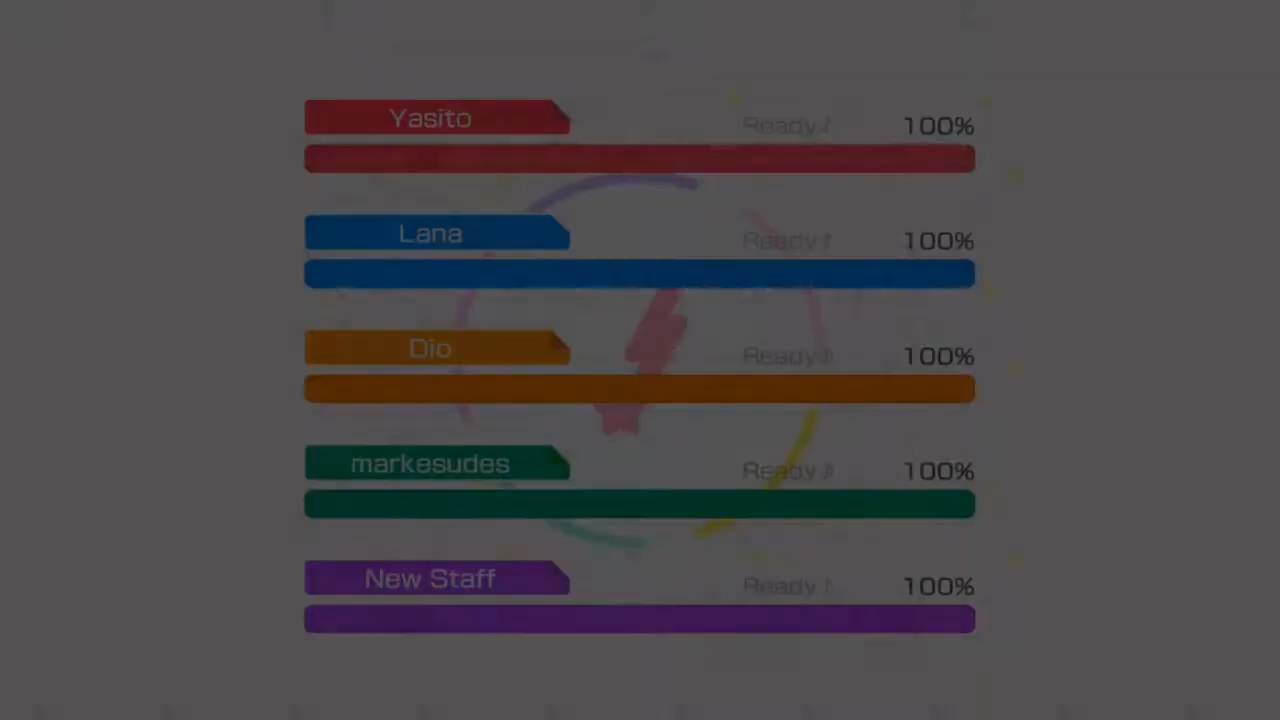 Yasito Ready♪ 100%
Lana Ready♪ 100%
Dio Ready♪ 100%
markesudes Ready♪ 100%
New Staff Ready♪ 100%